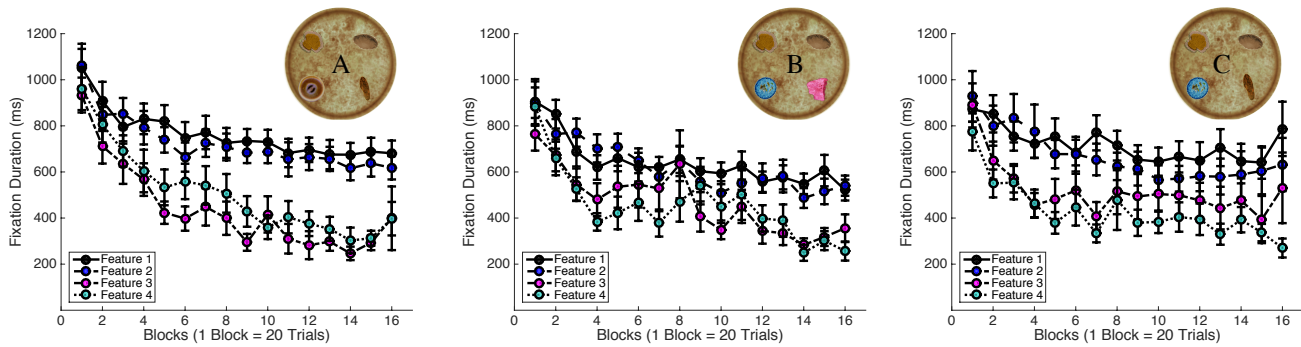 1200
1000
800
600
400
200
Fixation Duration (ms)
A
Feature 1
Feature 2
Feature 3
Feature 4
0 2 4 6 8 10 12 14 16
Blocks (1 Block = 20 Trials)
1200
1000
800
600
400
200
Fixation Duration (ms)
B
Feature 1
Feature 2
Feature 3
Feature 4
0 2 4 6 8 10 12 14 16
Blocks (1 Block = 20 Trials)
1200
1000
800
600
400
200
Fixation Duration (ms)
C
Feature 1
Feature 2
Feature 3
Feature 4
0 2 4 6 8 10 12 14 16
Blocks (1 Block = 20 Trials)